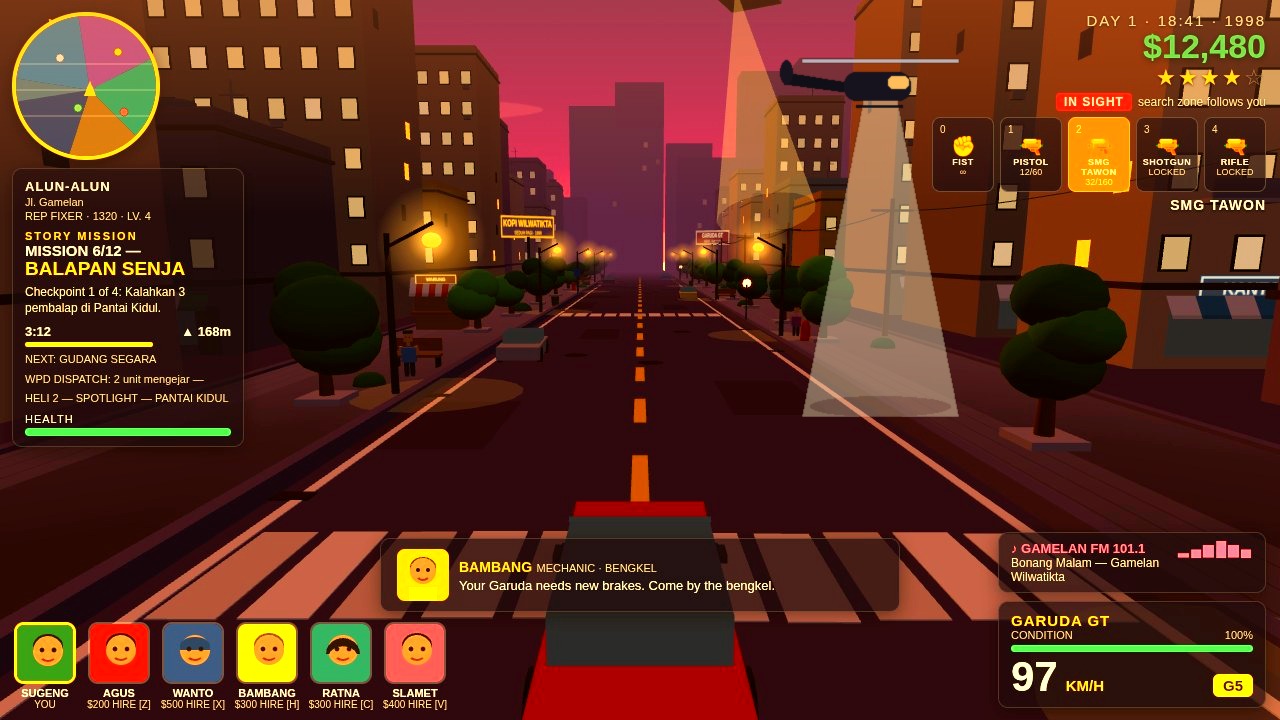 DAY 1 · 18:41 · 1998
$12,480
★★★★☆
IN SIGHT search zone follows you
0
FIST
∞
1
PISTOL
12/60
2
SMG TAWON
32/160
3
SHOTGUN
LOCKED
4
RIFLE
LOCKED
SMG TAWON
ALUN-ALUN
Jl. Gamelan
REP FIXER · 1320 · LV. 4
STORY MISSION
MISSION 6/12 —
BALAPAN SENJA
Checkpoint 1 of 4: Kalahkan 3
pembalap di Pantai Kidul.
3:12 ▲ 168m
NEXT: GUDANG SEGARA
WPD DISPATCH: 2 unit mengejar —
HELI 2 — SPOTLIGHT — PANTAI KIDUL
HEALTH
KOPI WILWATIKTA
GARUDA GT
WARUNG
BAMBANG MECHANIC · BENGKEL
Your Garuda needs new brakes. Come by the bengkel.
♪ GAMELAN FM 101.1
Bonang Malam — Gamelan
Wilwatikta
GARUDA GT
CONDITION 100%
97 KM/H G5
SUGENG
YOU
AGUS
$200 HIRE [Z]
WANTO
$500 HIRE [X]
BAMBANG
$300 HIRE [H]
RATNA
$300 HIRE [C]
SLAMET
$400 HIRE [V]